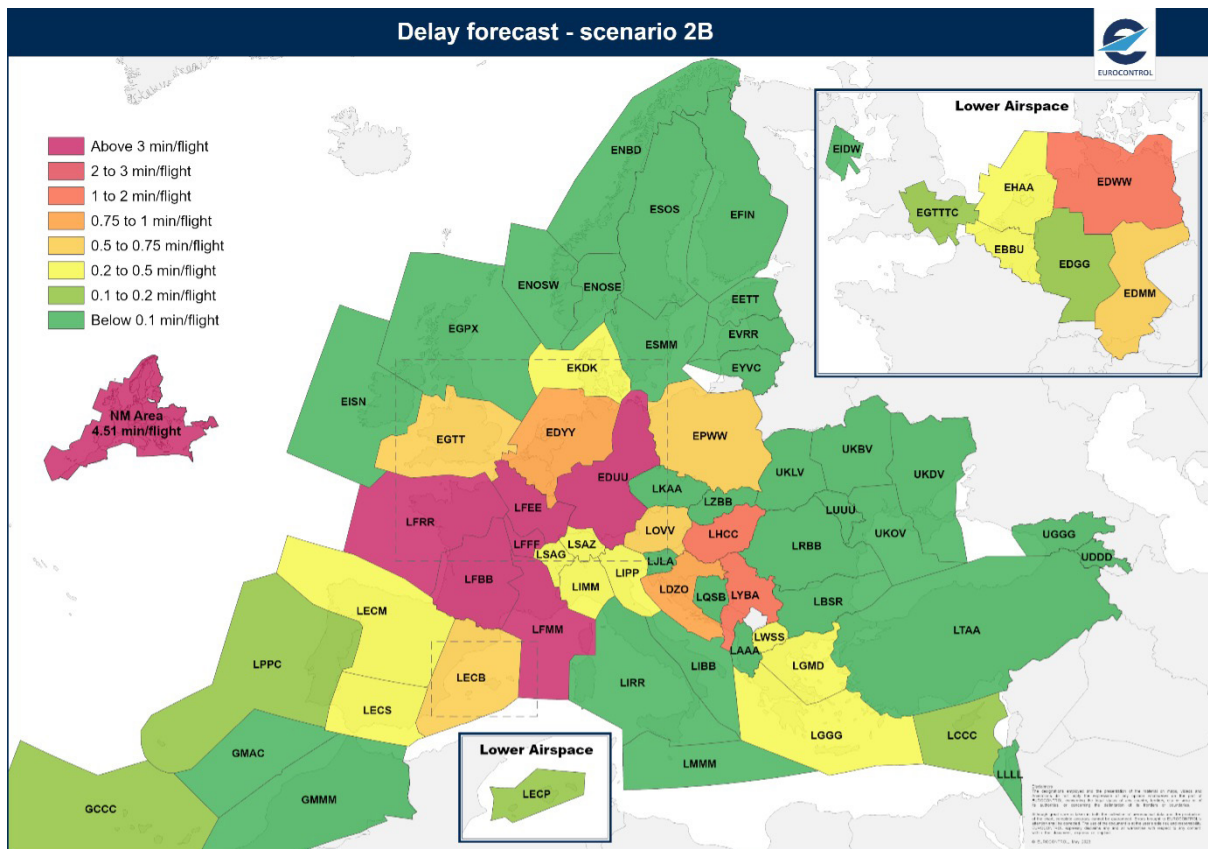 Delay forecast - scenario 2B
EUROCONTROL
Above 3 min/flight
2 to 3 min/flight
1 to 2 min/flight
0.75 to 1 min/flight
0.5 to 0.75 min/flight
0.2 to 0.5 min/flight
0.1 to 0.2 min/flight
Below 0.1 min/flight
NM Area
4.51 min/flight
Lower Airspace
EIDW
EGTTTC
EHAA
EDWW
EBBU
EDGG
EDMM
ENBD
ESOS
EFIN
ENOSW
ENOSE
EETT
EGPX
EVRR
ESMM
EYVC
EKDK
EISN
EGTT
EDYY
EPWW
UKBV
UKLV
UKDV
EDUU
LKAA
LZBB
LFEE
LFRR
LUUU
UKOV
LOVV
LHCC
LFFF
LSAZ
LSAG
LRBB
UGGG
UDDD
LJLA
LFBB
LIMM
LIPP
LDZO
LQSB
LYBA
LBSR
LECM
LFMM
LWSS
LAAA
LTAA
LPPC
LIBB
LGMD
LECB
LIRR
LECS
LGGG
LCCC
GMAC
LMMM
LLLL
GCCC
GMMM
Lower Airspace
LECP